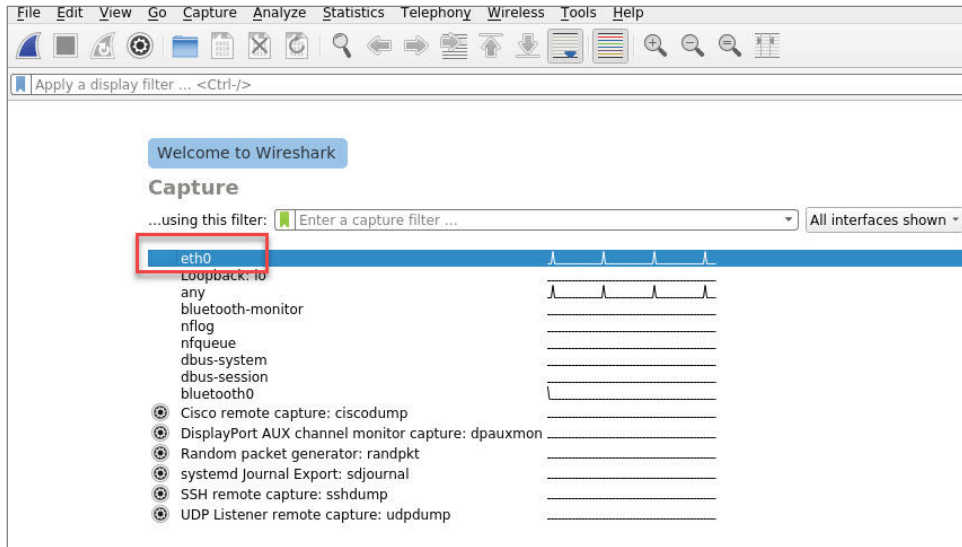 File Edit View Go Capture Analyze Statistics Telephony Wireless Tools Help
Apply a display filter ... <Ctrl-/>
Welcome to Wireshark
Capture
...using this filter: Enter a capture filter ... All interfaces shown
eth0
Loopback: lo
any
bluetooth-monitor
nflog
nfqueue
dbus-system
dbus-session
bluetooth0
Cisco remote capture: ciscodump
DisplayPort AUX channel monitor capture: dpauxmon
Random packet generator: randpkt
systemd Journal Export: sdjournal
SSH remote capture: sshdump
UDP Listener remote capture: udpdump